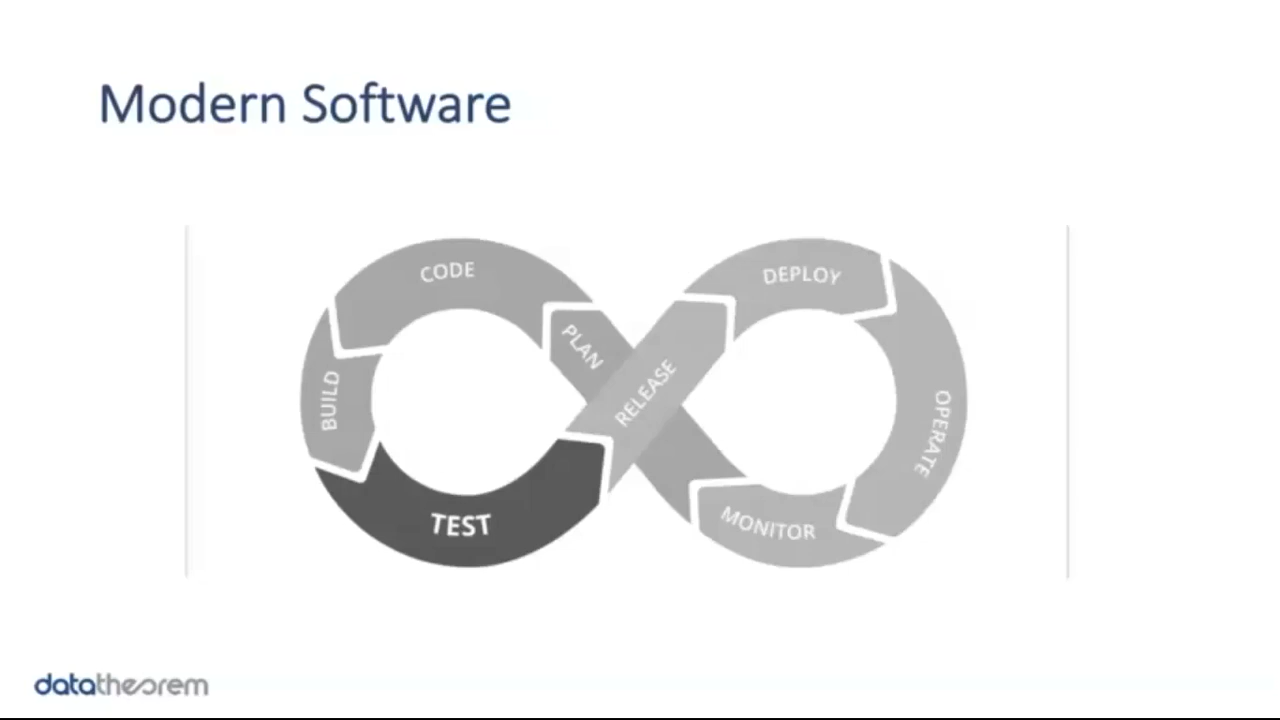 Modern Software
CODE
DEPLOY
PLAN
RELEASE
BUILD
OPERATE
TEST
MONITOR
datatheorem